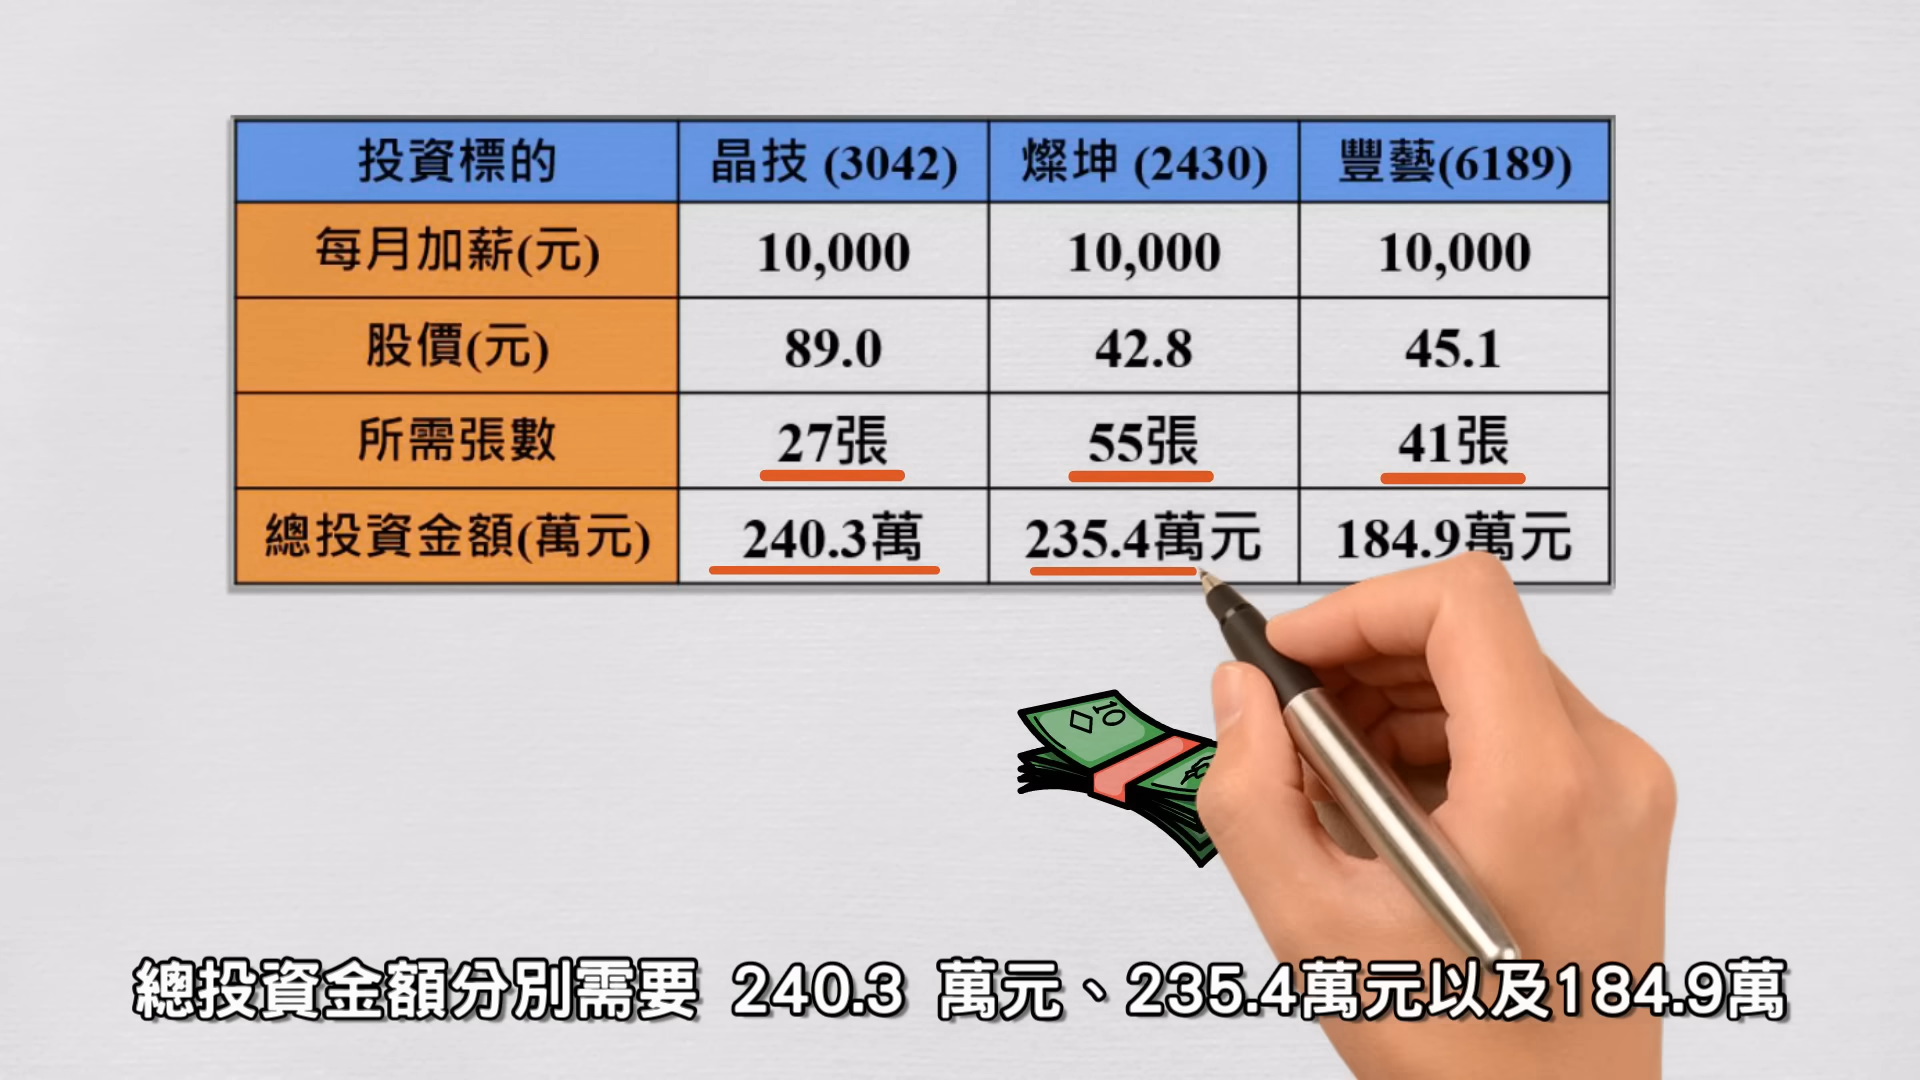 投資標的 晶技 (3042) 燦坤 (2430) 豐藝(6189)
每月加薪(元) 10,000 10,000 10,000
股價(元) 89.0 42.8 45.1
所需張數 27張 55張 41張
總投資金額(萬元) 240.3萬 235.4萬元 184.9萬元
10
總投資金額分別需要 240.3 萬元、235.4萬元以及184.9萬